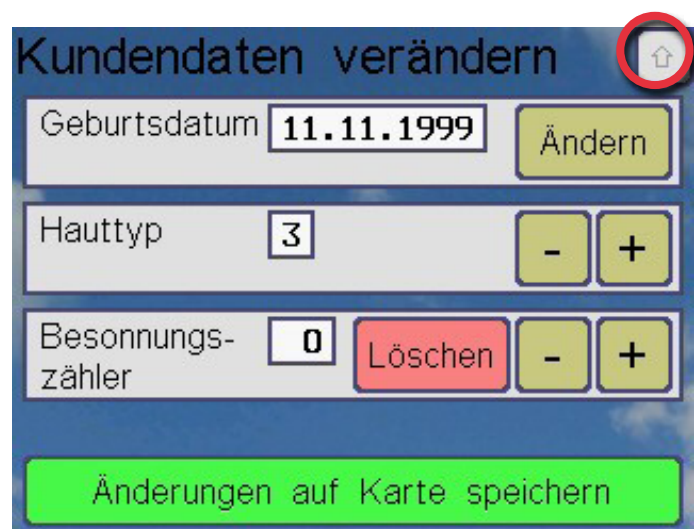 Kundendaten verändern
Geburtsdatum 11.11.1999 Ändern
Hauttyp 3 - +
Besonnungs-
zähler 0 Löschen - +
Änderungen auf Karte speichern